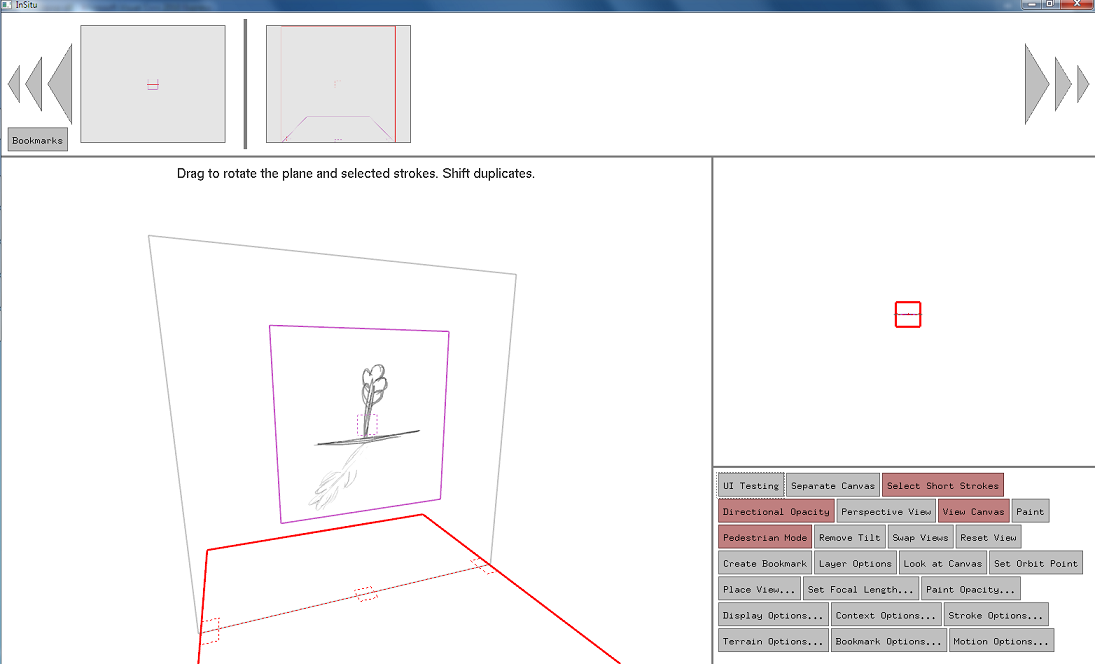 InSitu
Bookmarks
Drag to rotate the plane and selected strokes. Shift duplicates.
UI Testing Separate Canvas Select Short Strokes
Directional Opacity Perspective View View Canvas Paint
Pedestrian Mode Remove Tilt Swap Views Reset View
Create Bookmark Layer Options Look at Canvas Set Orbit Point
Place View... Set Focal Length... Paint Opacity...
Display Options... Context Options... Stroke Options...
Terrain Options... Bookmark Options... Motion Options...